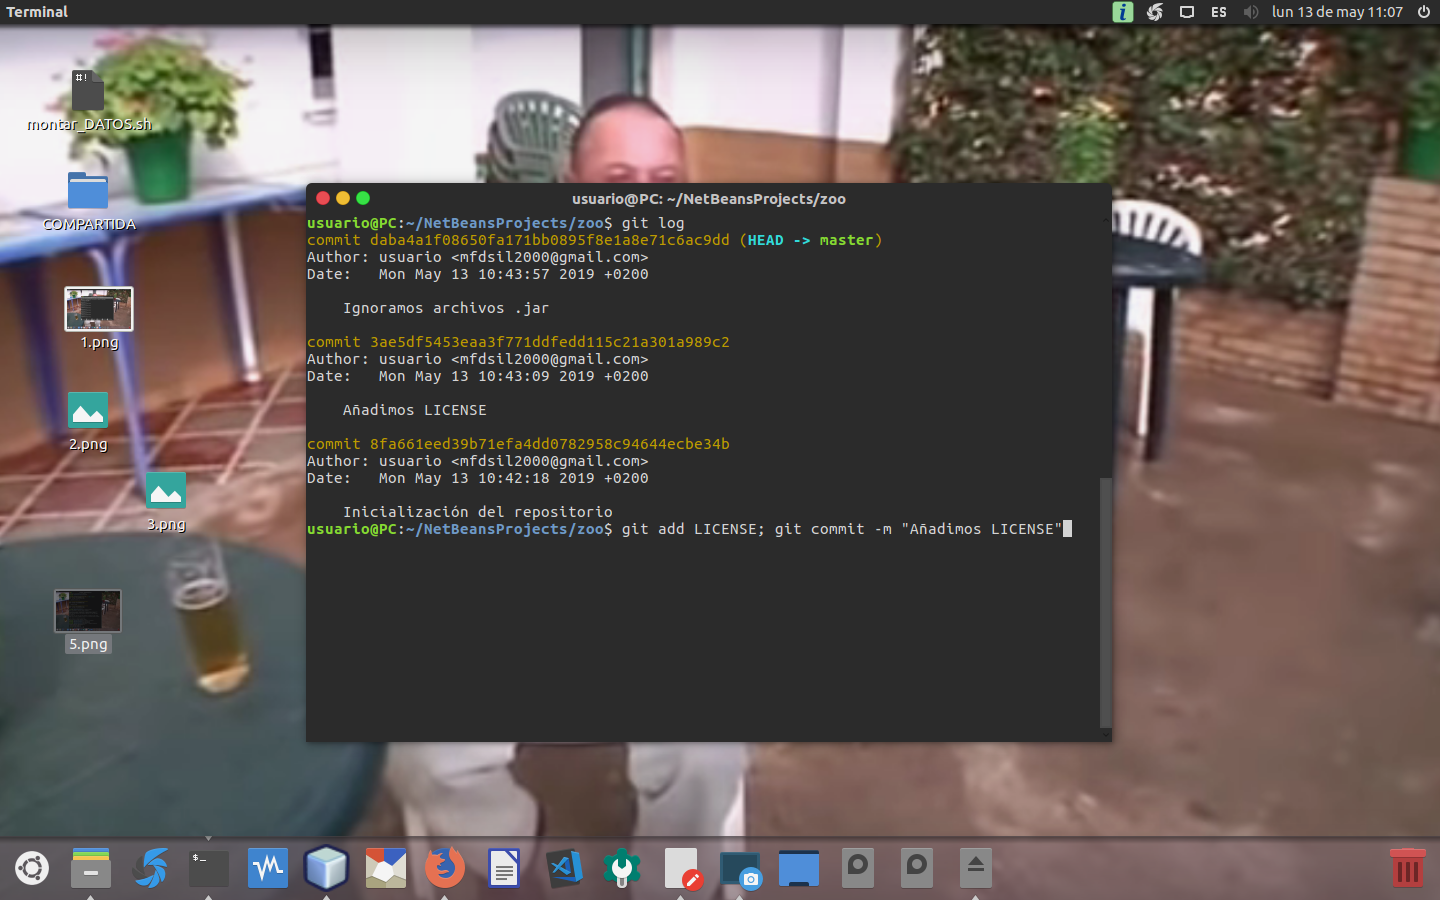 Terminal
i
ES
lun 13 de may 11:07
#!
montar_DATOS.sh
COMPARTIDA
1.png
2.png
3.png
5.png
usuario@PC: ~/NetBeansProjects/zoo
usuario@PC:~/NetBeansProjects/zoo$ git log
commit daba4a1f08650fa171bb0895f8e1a8e71c6ac9dd (HEAD -> master)
Author: usuario <mfdsil2000@gmail.com>
Date:   Mon May 13 10:43:57 2019 +0200
    Ignoramos archivos .jar
commit 3ae5df5453eaa3f771ddfedd115c21a301a989c2
Author: usuario <mfdsil2000@gmail.com>
Date:   Mon May 13 10:43:09 2019 +0200
    Añadimos LICENSE
commit 8fa661eed39b71efa4dd0782958c94644ecbe34b
Author: usuario <mfdsil2000@gmail.com>
Date:   Mon May 13 10:42:18 2019 +0200
    Inicialización del repositorio
usuario@PC:~/NetBeansProjects/zoo$ git add LICENSE; git commit -m "Añadimos LICENSE"
$_